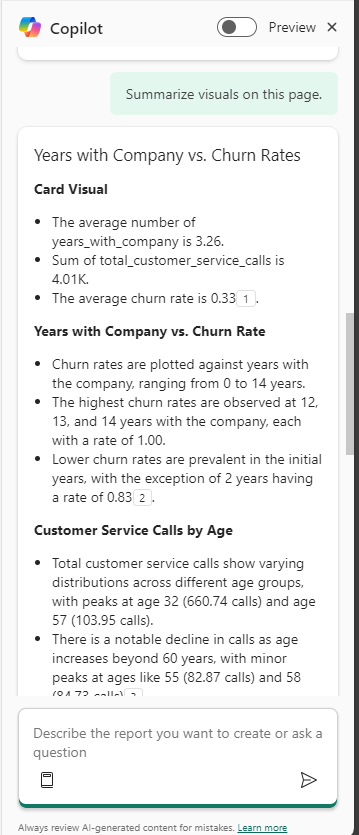 Copilot
Preview
Summarize visuals on this page.
Years with Company vs. Churn Rates
Card Visual
The average number of
years_with_company is 3.26.
Sum of total_customer_service_calls is
4.01K.
The average churn rate is 0.33 1 .
Years with Company vs. Churn Rate
Churn rates are plotted against years with
the company, ranging from 0 to 14 years.
The highest churn rates are observed at 12,
13, and 14 years with the company, each
with a rate of 1.00.
Lower churn rates are prevalent in the initial
years, with the exception of 2 years having
a rate of 0.83 2 .
Customer Service Calls by Age
Total customer service calls show varying
distributions across different age groups,
with peaks at age 32 (660.74 calls) and age
57 (103.95 calls).
There is a notable decline in calls as age
increases beyond 60 years, with minor
peaks at ages like 55 (82.87 calls) and 58
(84.73 calls)
Describe the report you want to create or ask a
question
Always review AI-generated content for mistakes. Learn more